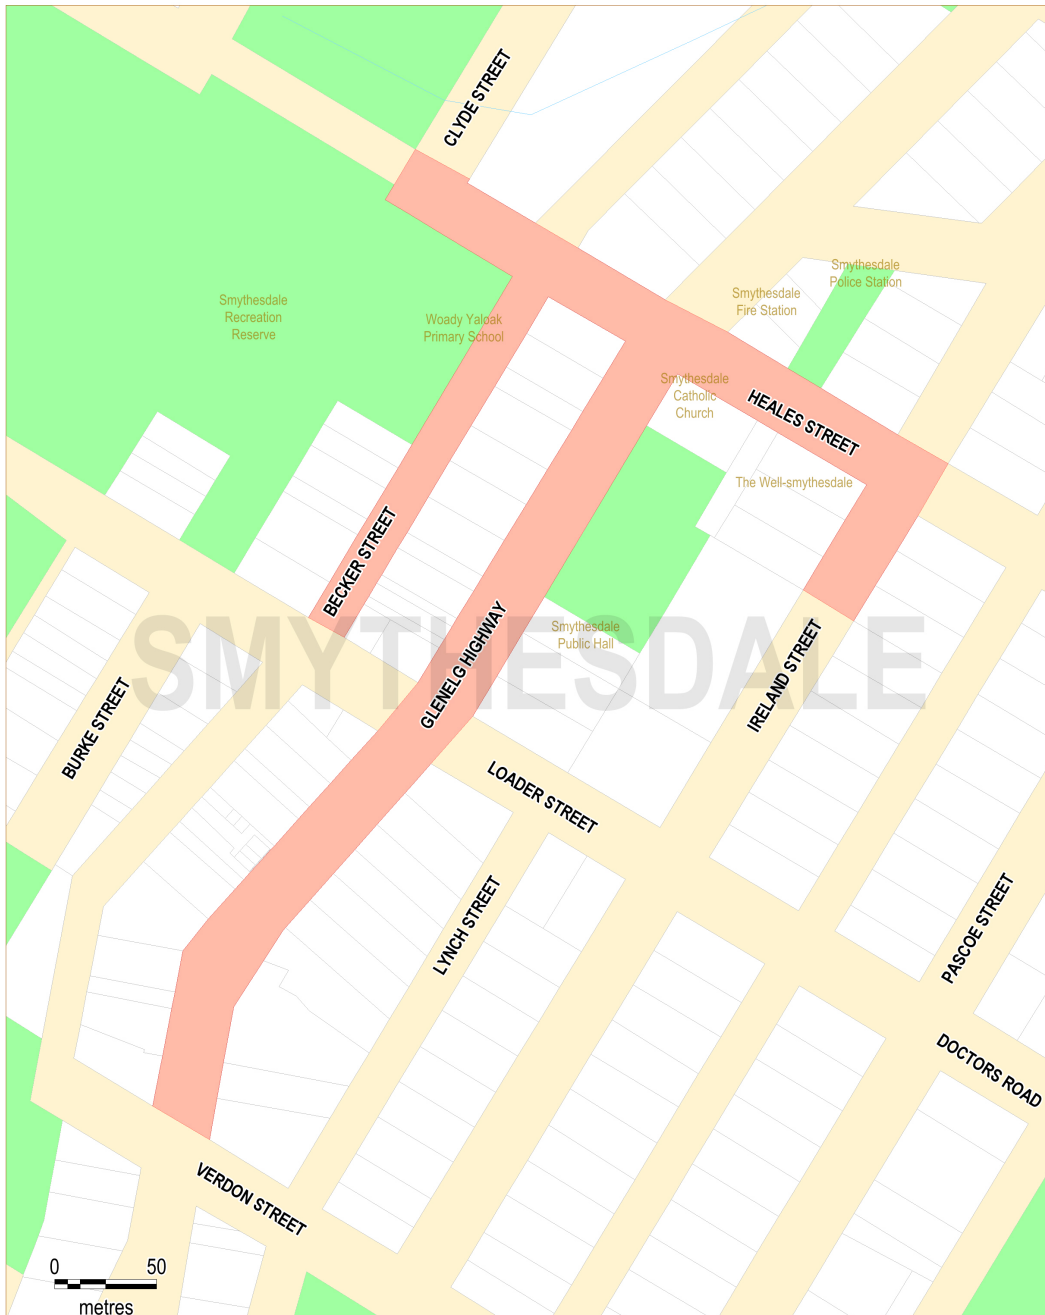 CLYDE STREET
Smythesdale
Police Station
Smythesdale
Fire Station
Smythesdale
Recreation
Reserve
Woady Yaloak
Primary School
Smythesdale
Catholic
Church
HEALES STREET
The Well-smythesdale
BECKER STREET
GLENELG HIGHWAY
Smythesdale
Public Hall
SMYTHESDALE
IRELAND STREET
BURKE STREET
LOADER STREET
LYNCH STREET
PASCOE STREET
DOCTORS ROAD
VERDON STREET
0 50
metres